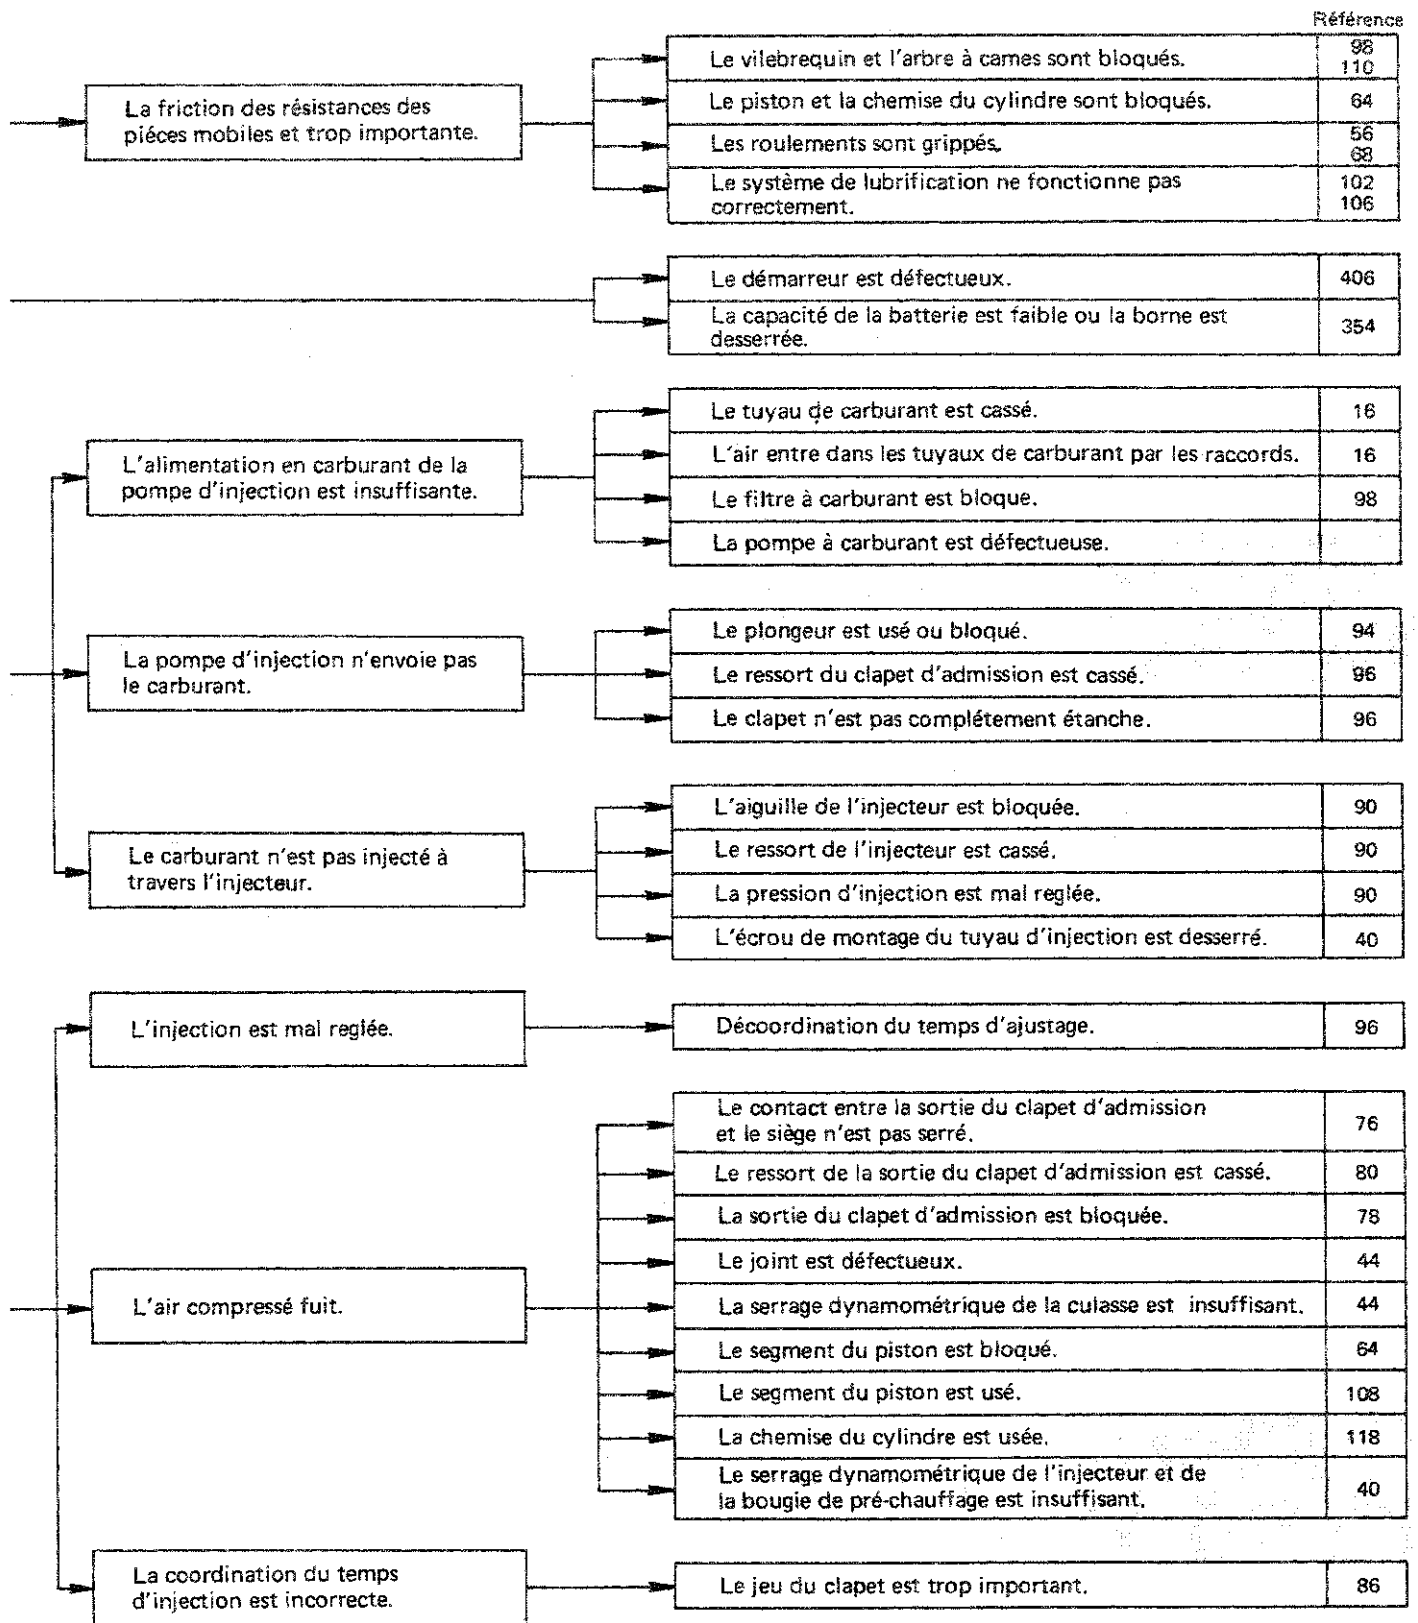 Référence
La friction des résistances des
piéces mobiles et trop importante.
Le vilebrequin et l'arbre à cames sont bloqués.
98
110
Le piston et la chemise du cylindre sont bloqués.
64
Les roulements sont grippés.
56
68
Le système de lubrification ne fonctionne pas
correctement.
102
106
Le démarreur est défectueux.
406
La capacité de la batterie est faible ou la borne est
desserrée.
354
L'alimentation en carburant de la
pompe d'injection est insuffisante.
Le tuyau de carburant est cassé.
16
L'air entre dans les tuyaux de carburant par les raccords.
16
Le filtre à carburant est bloque.
98
La pompe à carburant est défectueuse.
La pompe d'injection n'envoie pas
le carburant.
Le plongeur est usé ou bloqué.
94
Le ressort du clapet d'admission est cassé.
96
Le clapet n'est pas complétement étanche.
96
Le carburant n'est pas injecté à
travers l'injecteur.
L'aiguille de l'injecteur est bloquée.
90
Le ressort de l'injecteur est cassé.
90
La pression d'injection est mal reglée.
90
L'écrou de montage du tuyau d'injection est desserré.
40
L'injection est mal reglée.
Décoordination du temps d'ajustage.
96
L'air compressé fuit.
Le contact entre la sortie du clapet d'admission
et le siège n'est pas serré.
76
Le ressort de la sortie du clapet d'admission est cassé.
80
La sortie du clapet d'admission est bloquée.
78
Le joint est défectueux.
44
La serrage dynamométrique de la culasse est insuffisant.
44
Le segment du piston est bloqué.
64
Le segment du piston est usé.
108
La chemise du cylindre est usée.
118
Le serrage dynamométrique de l'injecteur et de
la bougie de pré-chauffage est insuffisant.
40
La coordination du temps
d'injection est incorrecte.
Le jeu du clapet est trop important.
86